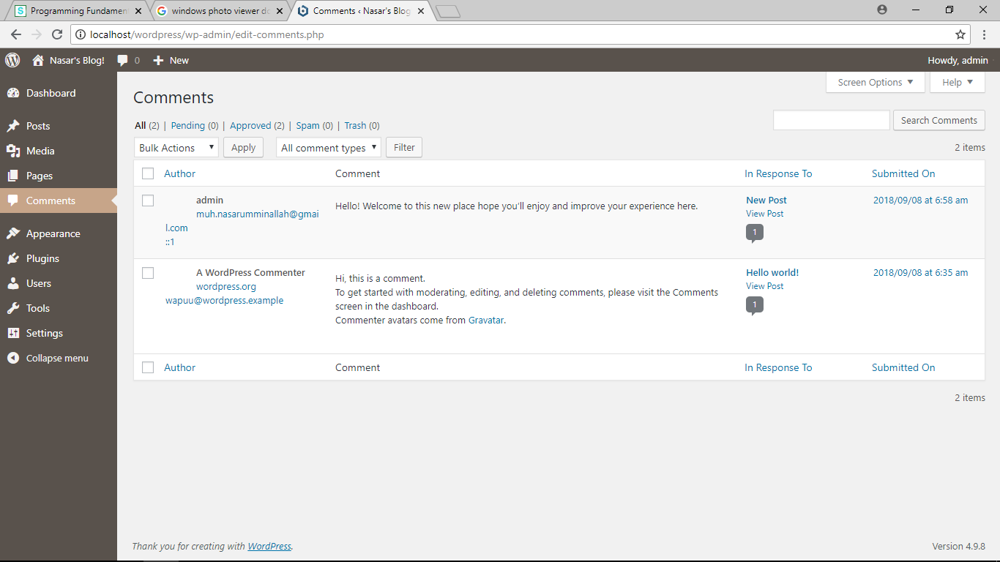 Programming Fundamen
windows photo viewer do
Comments ‹ Nasar's Blog
localhost/wordpress/wp-admin/edit-comments.php
Nasar's Blog! 0 New Howdy, admin
Screen Options Help
Dashboard
Posts
Media
Pages
Comments
Appearance
Plugins
Users
Tools
Settings
Collapse menu
Comments
All (2) | Pending (0) | Approved (2) | Spam (0) | Trash (0)
Search Comments
Bulk Actions Apply All comment types Filter 2 items
Author Comment In Response To Submitted On
admin
muh.nasarumminallah@gmai
l.com
::1
Hello! Welcome to this new place hope you'll enjoy and improve your experience here.
New Post
View Post
1
2018/09/08 at 6:58 am
A WordPress Commenter
wordpress.org
wapuu@wordpress.example
Hi, this is a comment.
To get started with moderating, editing, and deleting comments, please visit the Comments
screen in the dashboard.
Commenter avatars come from Gravatar.
Hello world!
View Post
1
2018/09/08 at 6:35 am
Author Comment In Response To Submitted On
2 items
Thank you for creating with WordPress. Version 4.9.8